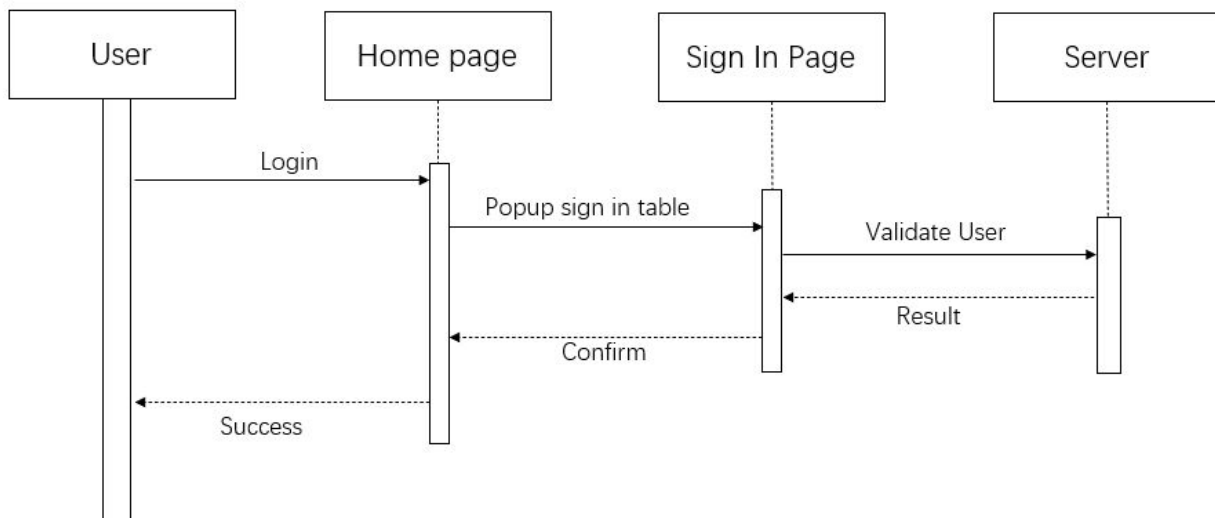 User
Home page
Sign In Page
Server
Login
Popup sign in table
Validate User
Result
Confirm
Success